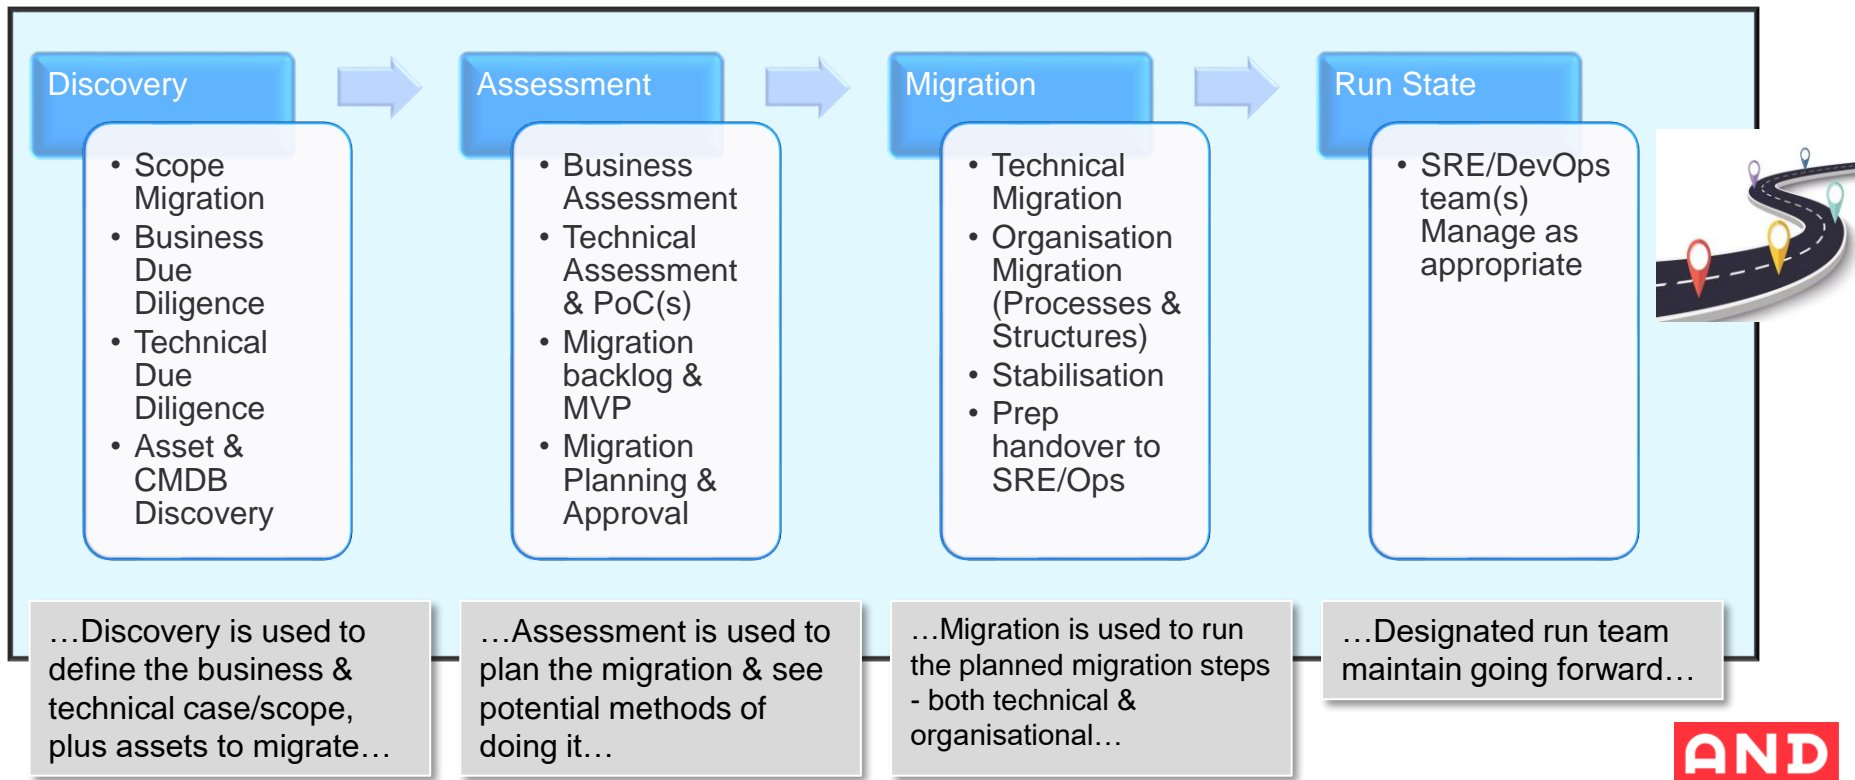 Discovery
• Scope
Migration
• Business
Due
Diligence
• Technical
Due
Diligence
• Asset &
CMDB
Discovery
…Discovery is used to
define the business &
technical case/scope,
plus assets to migrate…
Assessment
• Business
Assessment
• Technical
Assessment
& PoC(s)
• Migration
backlog &
MVP
• Migration
Planning &
Approval
…Assessment is used to
plan the migration & see
potential methods of
doing it…
Migration
• Technical
Migration
• Organisation
Migration
(Processes &
Structures)
• Stabilisation
• Prep
handover to
SRE/Ops
…Migration is used to run
the planned migration steps
- both technical &
organisational…
Run State
• SRE/DevOps
team(s)
Manage as
appropriate
…Designated run team
maintain going forward…
AND